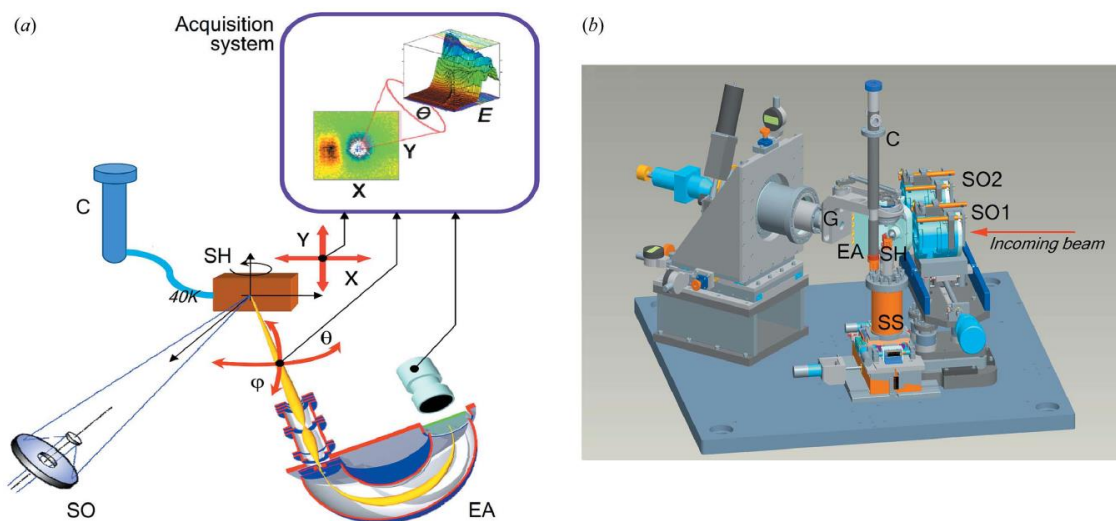 (a)
Acquisition
system
Θ
E
Y
X
C
SH
Y
X
40K
θ
φ
SO
EA
(b)
C
SO2
SO1
G
Incoming beam
EA
SH
SS